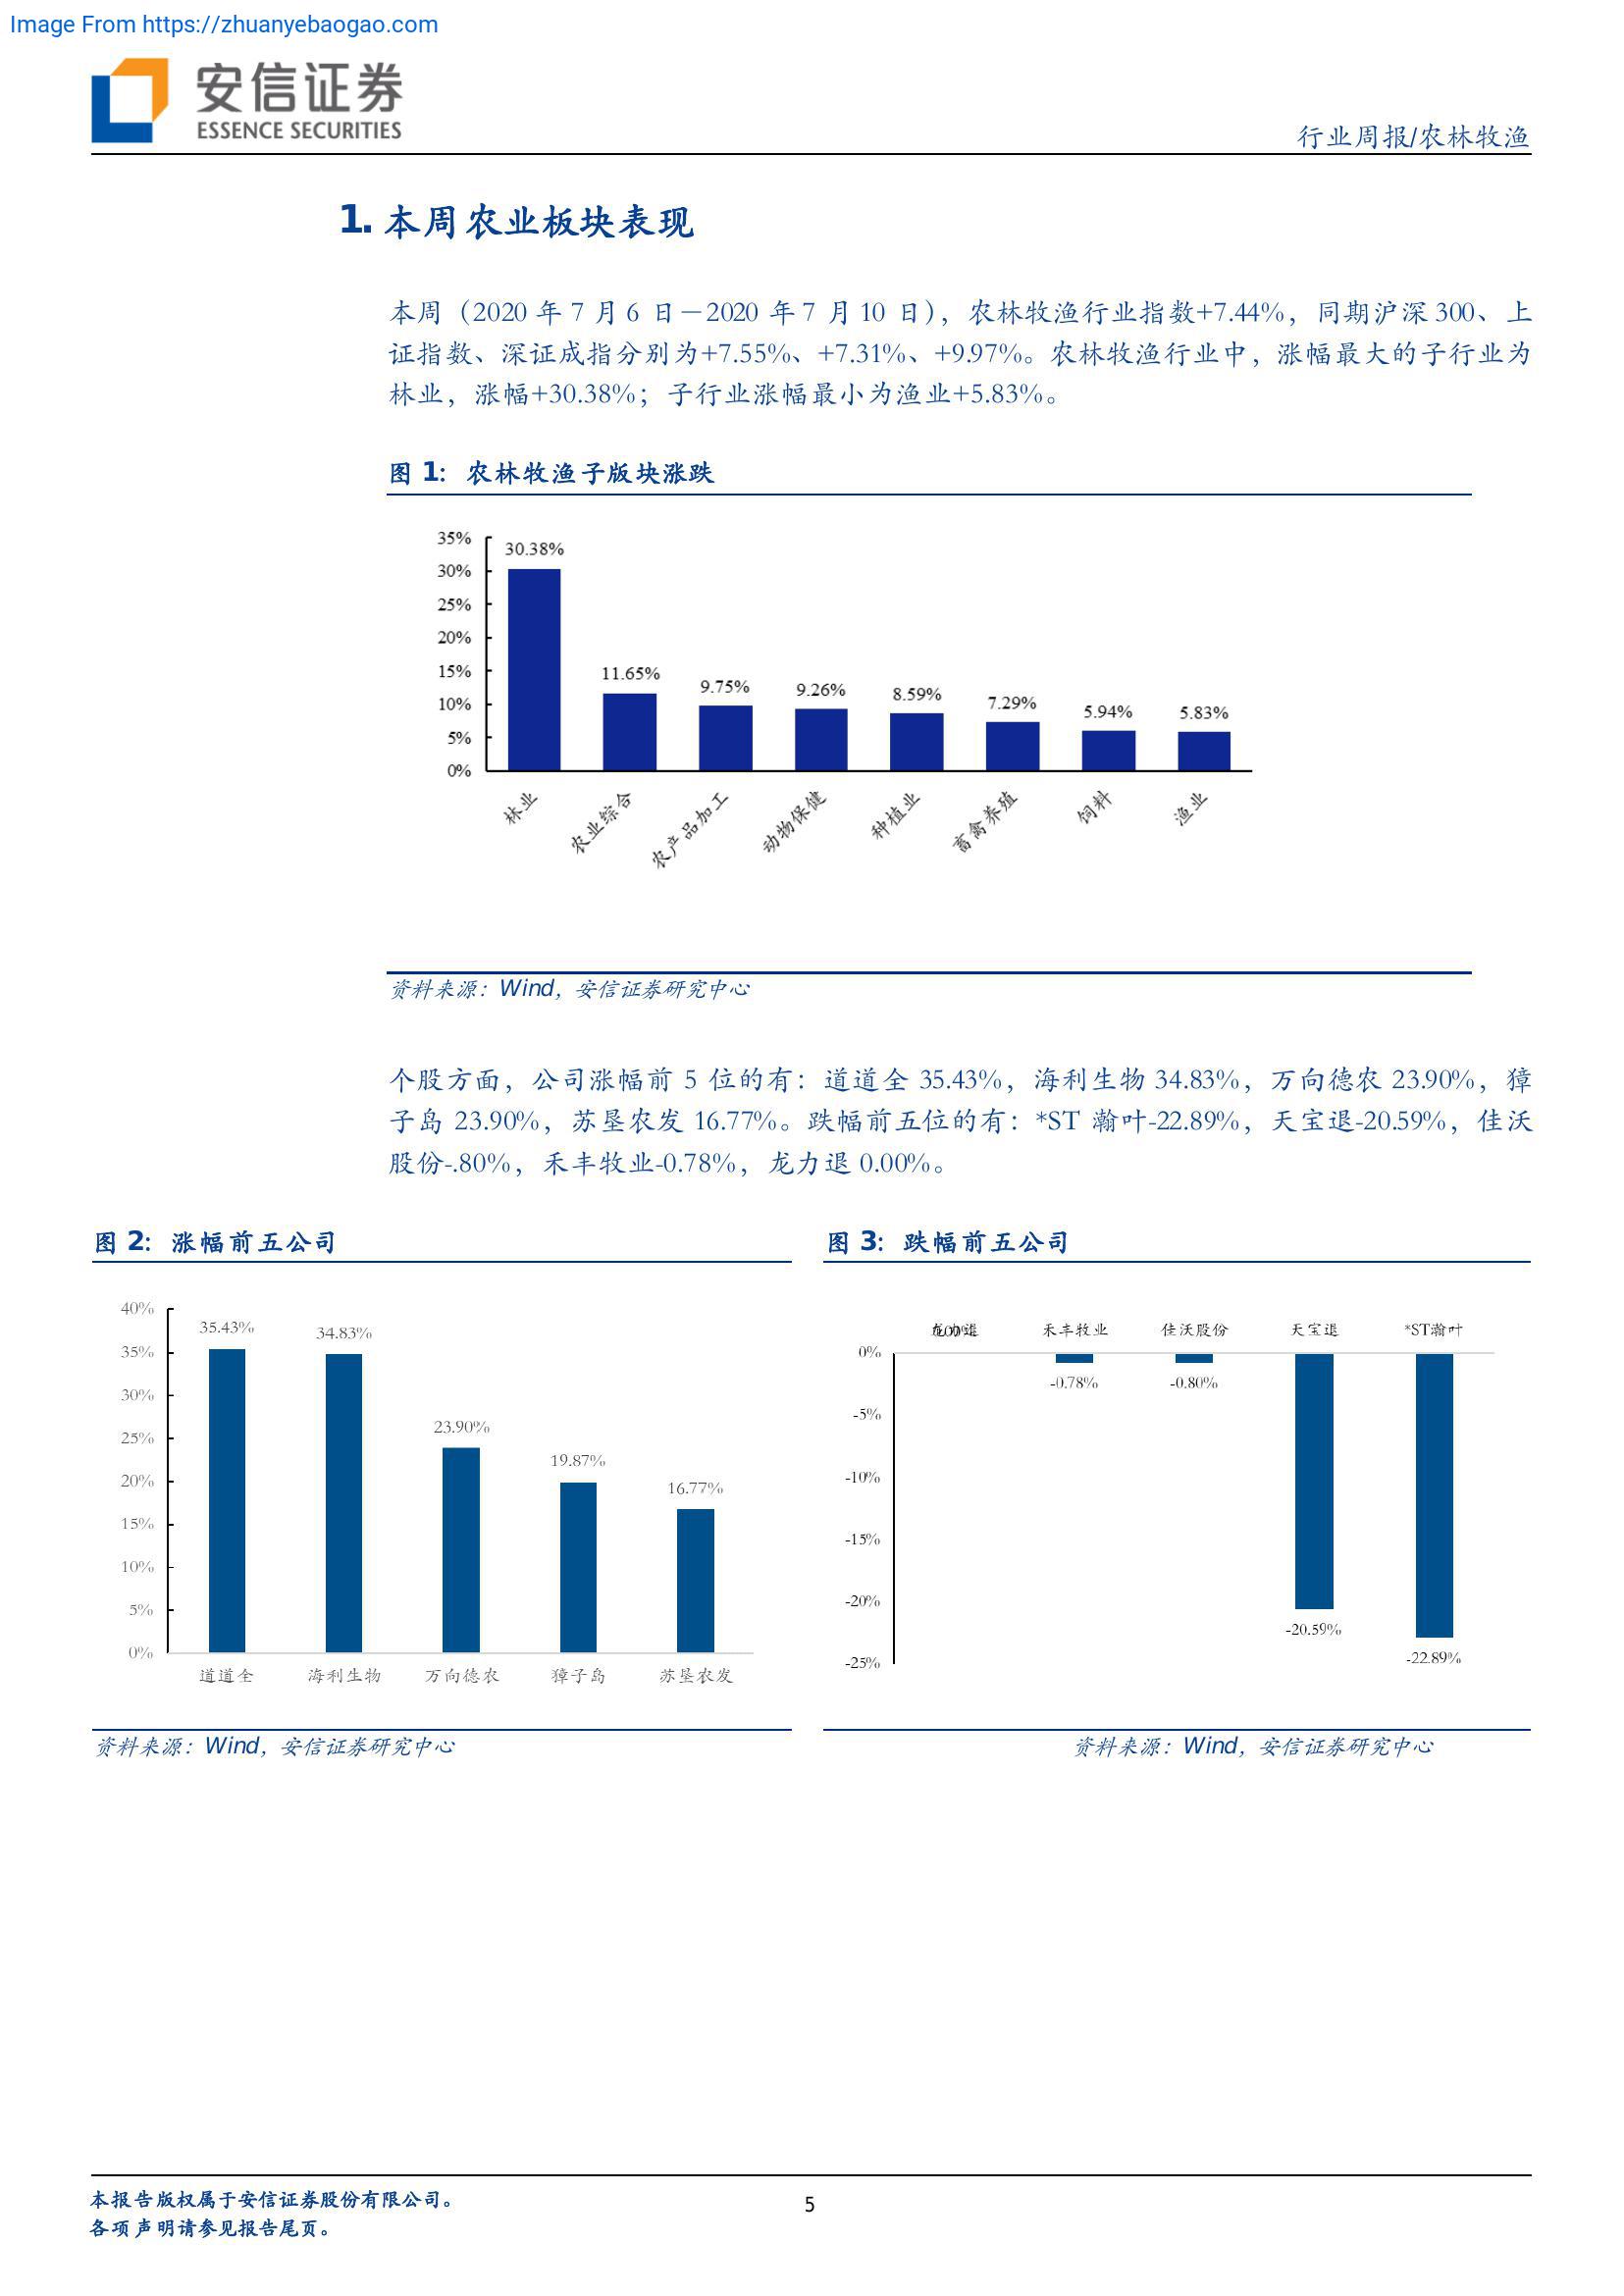 Image From https://zhuanyebaogao.com
安信证券
ESSENCE SECURITIES
行业周报/农林牧渔
1. 本周农业板块表现
本周（2020 年 7 月 6 日－2020 年 7 月 10 日），农林牧渔行业指数+7.44%，同期沪深 300、上
证指数、深证成指分别为+7.55%、+7.31%、+9.97%。农林牧渔行业中，涨幅最大的子行业为
林业，涨幅+30.38%；子行业涨幅最小为渔业+5.83%。
图 1：农林牧渔子版块涨跌
35%
30%
25%
20%
15%
10%
5%
0%
30.38%
11.65%
9.75%
9.26%
8.59%
7.29%
5.94%
5.83%
林业
农业综合
农产品加工
动物保健
种植业
畜禽养殖
饲料
渔业
资料来源：Wind，安信证券研究中心
个股方面，公司涨幅前 5 位的有：道道全 35.43%，海利生物 34.83%，万向德农 23.90%，獐
子岛 23.90%，苏垦农发 16.77%。跌幅前五位的有：*ST 瀚叶-22.89%，天宝退-20.59%，佳沃
股份-.80%，禾丰牧业-0.78%，龙力退 0.00%。
图 2：涨幅前五公司
40%
35%
30%
25%
20%
15%
10%
5%
0%
35.43%
34.83%
23.90%
19.87%
16.77%
道道全
海利生物
万向德农
獐子岛
苏垦农发
资料来源：Wind，安信证券研究中心
图 3：跌幅前五公司
龙力退
0.00%
禾丰牧业
佳沃股份
天宝退
*ST瀚叶
0%
-5%
-10%
-15%
-20%
-25%
-0.78%
-0.80%
-20.59%
-22.89%
资料来源：Wind，安信证券研究中心
本报告版权属于安信证券股份有限公司。
各项声明请参见报告尾页。
5